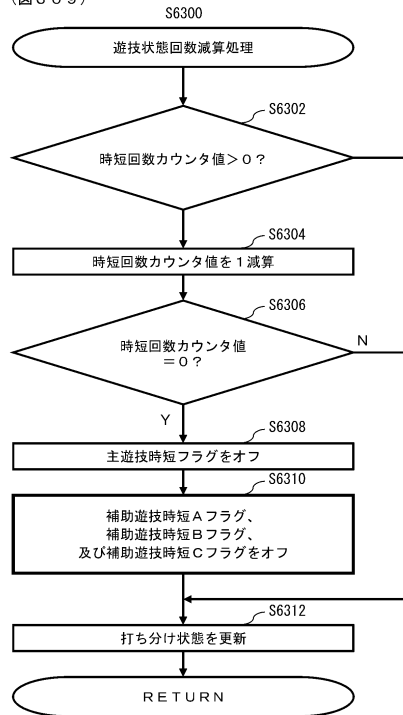 S6300
遊技状態回数減算処理
S6302
時短回数カウンタ値＞０？
S6304
時短回数カウンタ値を１減算
S6306
時短回数カウンタ値
＝０？
N
Y
S6308
主遊技時短フラグをオフ
S6310
補助遊技時短Ａフラグ、
補助遊技時短Ｂフラグ、
及び補助遊技時短Ｃフラグをオフ
S6312
打ち分け状態を更新
ＲＥＴＵＲＮ